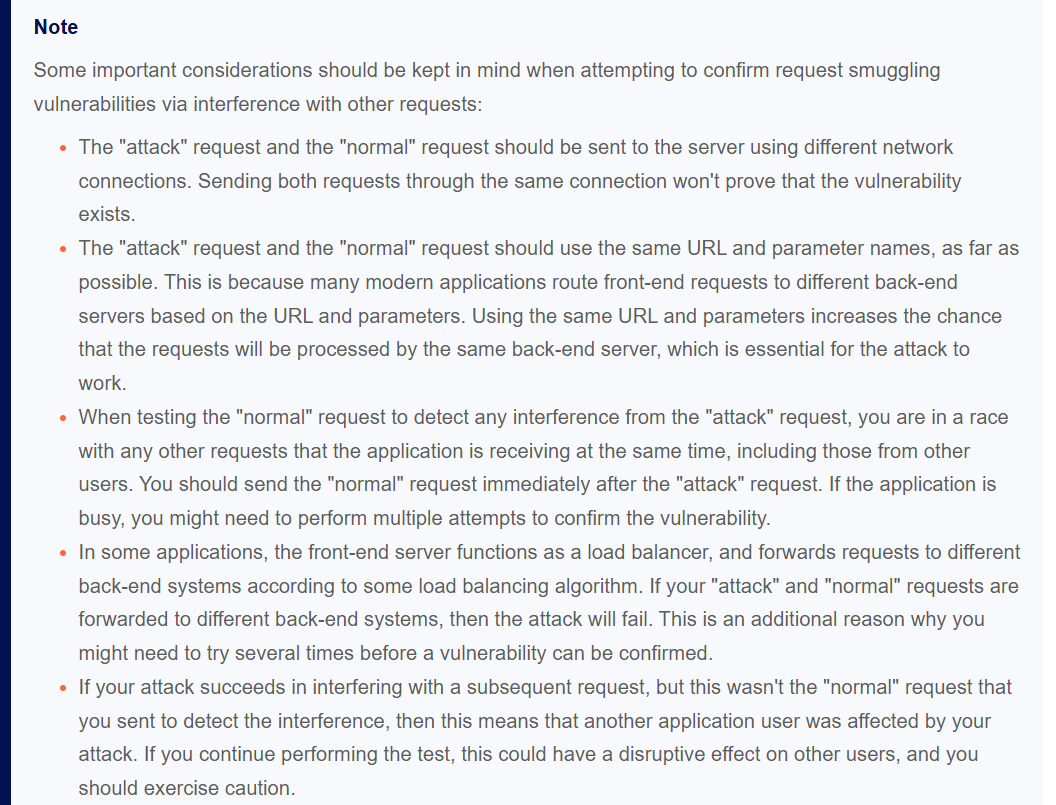 Note
Some important considerations should be kept in mind when attempting to confirm request smuggling
vulnerabilities via interference with other requests:
• The "attack" request and the "normal" request should be sent to the server using different network
connections. Sending both requests through the same connection won't prove that the vulnerability
exists.
• The "attack" request and the "normal" request should use the same URL and parameter names, as far as
possible. This is because many modern applications route front-end requests to different back-end
servers based on the URL and parameters. Using the same URL and parameters increases the chance
that the requests will be processed by the same back-end server, which is essential for the attack to
work.
• When testing the "normal" request to detect any interference from the "attack" request, you are in a race
with any other requests that the application is receiving at the same time, including those from other
users. You should send the "normal" request immediately after the "attack" request. If the application is
busy, you might need to perform multiple attempts to confirm the vulnerability.
• In some applications, the front-end server functions as a load balancer, and forwards requests to different
back-end systems according to some load balancing algorithm. If your "attack" and "normal" requests are
forwarded to different back-end systems, then the attack will fail. This is an additional reason why you
might need to try several times before a vulnerability can be confirmed.
• If your attack succeeds in interfering with a subsequent request, but this wasn't the "normal" request that
you sent to detect the interference, then this means that another application user was affected by your
attack. If you continue performing the test, this could have a disruptive effect on other users, and you
should exercise caution.